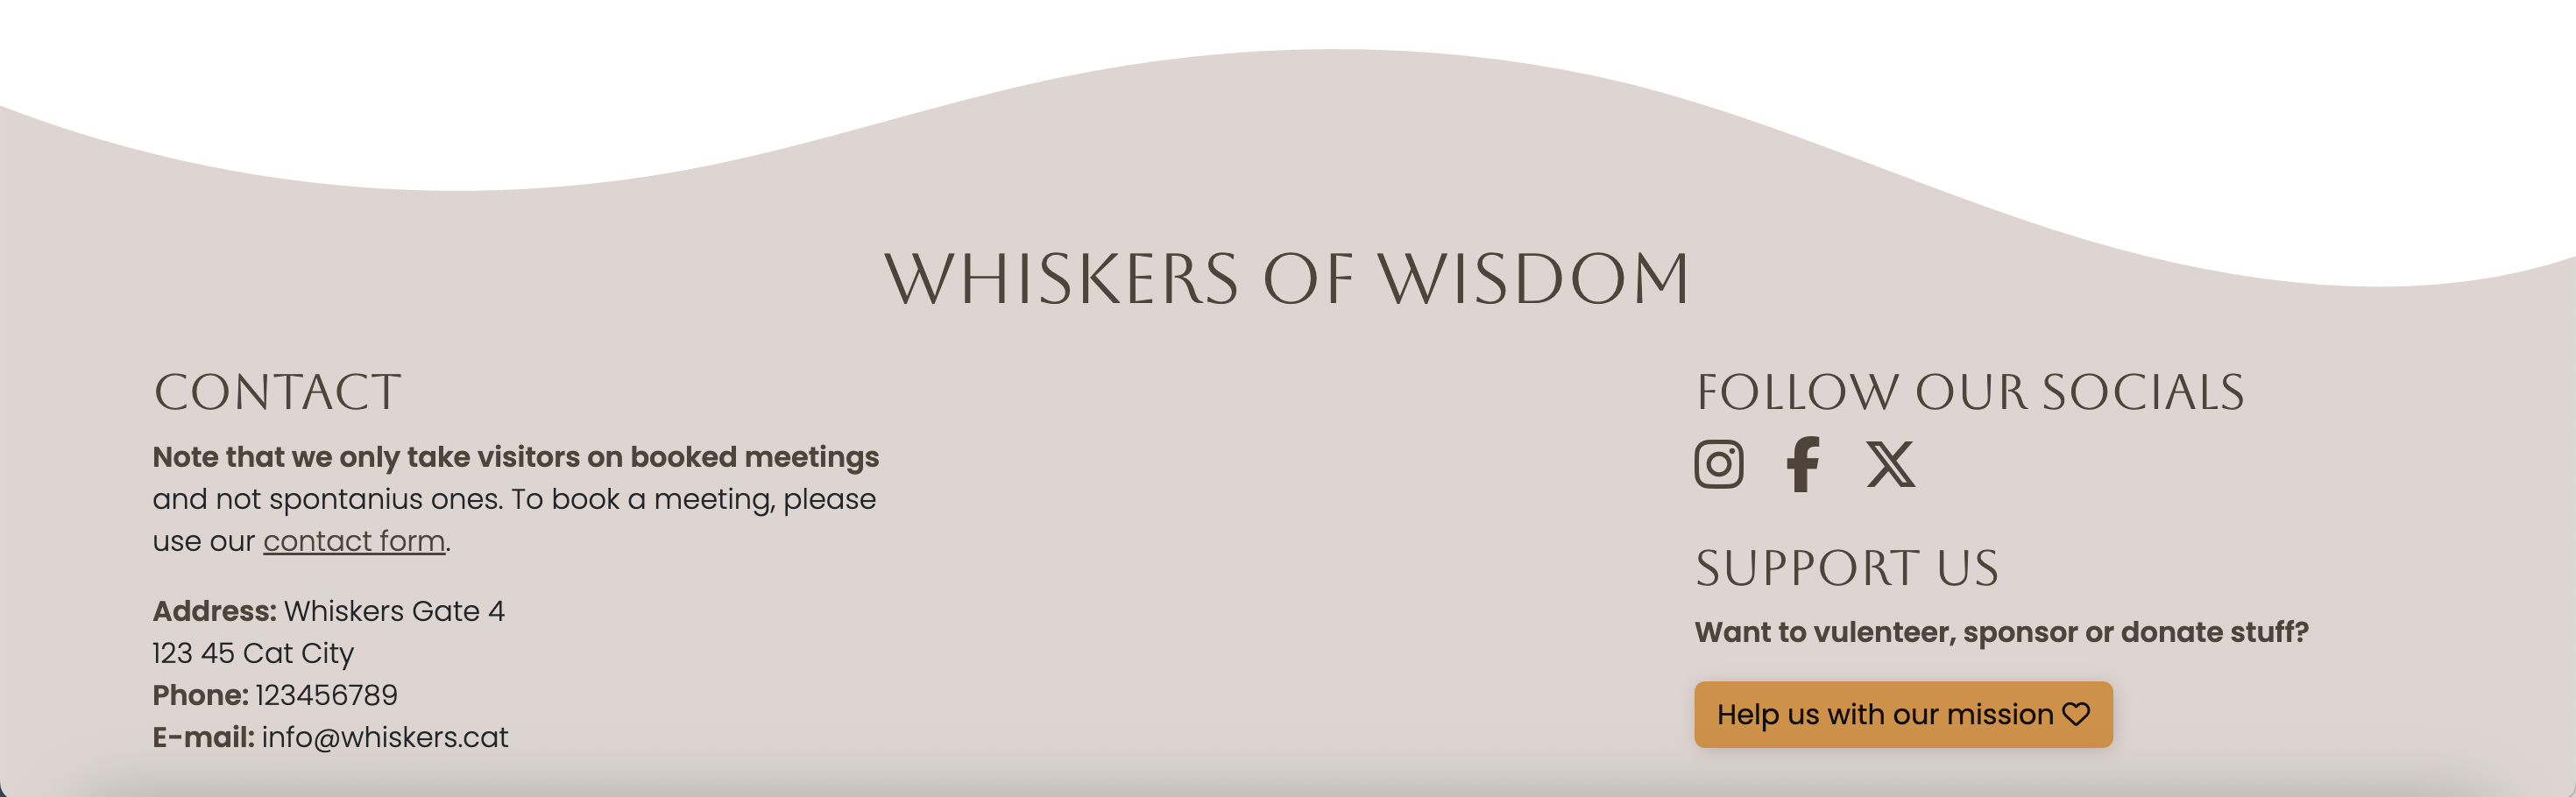 WHISKERS OF WISDOM
CONTACT
Note that we only take visitors on booked meetings
and not spontanius ones. To book a meeting, please
use our contact form.
Address: Whiskers Gate 4
123 45 Cat City
Phone: 123456789
E-mail: info@whiskers.cat
FOLLOW OUR SOCIALS
SUPPORT US
Want to vulenteer, sponsor or donate stuff?
Help us with our mission